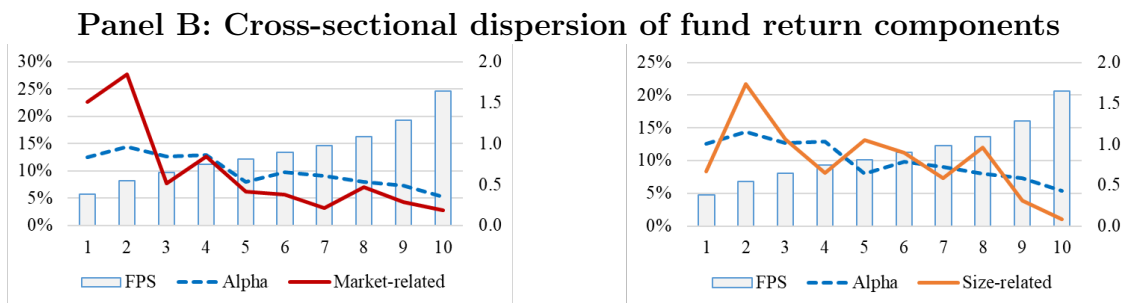 Panel B: Cross-sectional dispersion of fund return components
30% 2.0
25%
20% 1.5
15% 1.0
10%
5% 0.5
0% 0.0
1 2 3 4 5 6 7 8 9 10
FPS Alpha Market-related
25% 2.0
20% 1.5
15%
1.0
10%
5% 0.5
0% 0.0
1 2 3 4 5 6 7 8 9 10
FPS Alpha Size-related